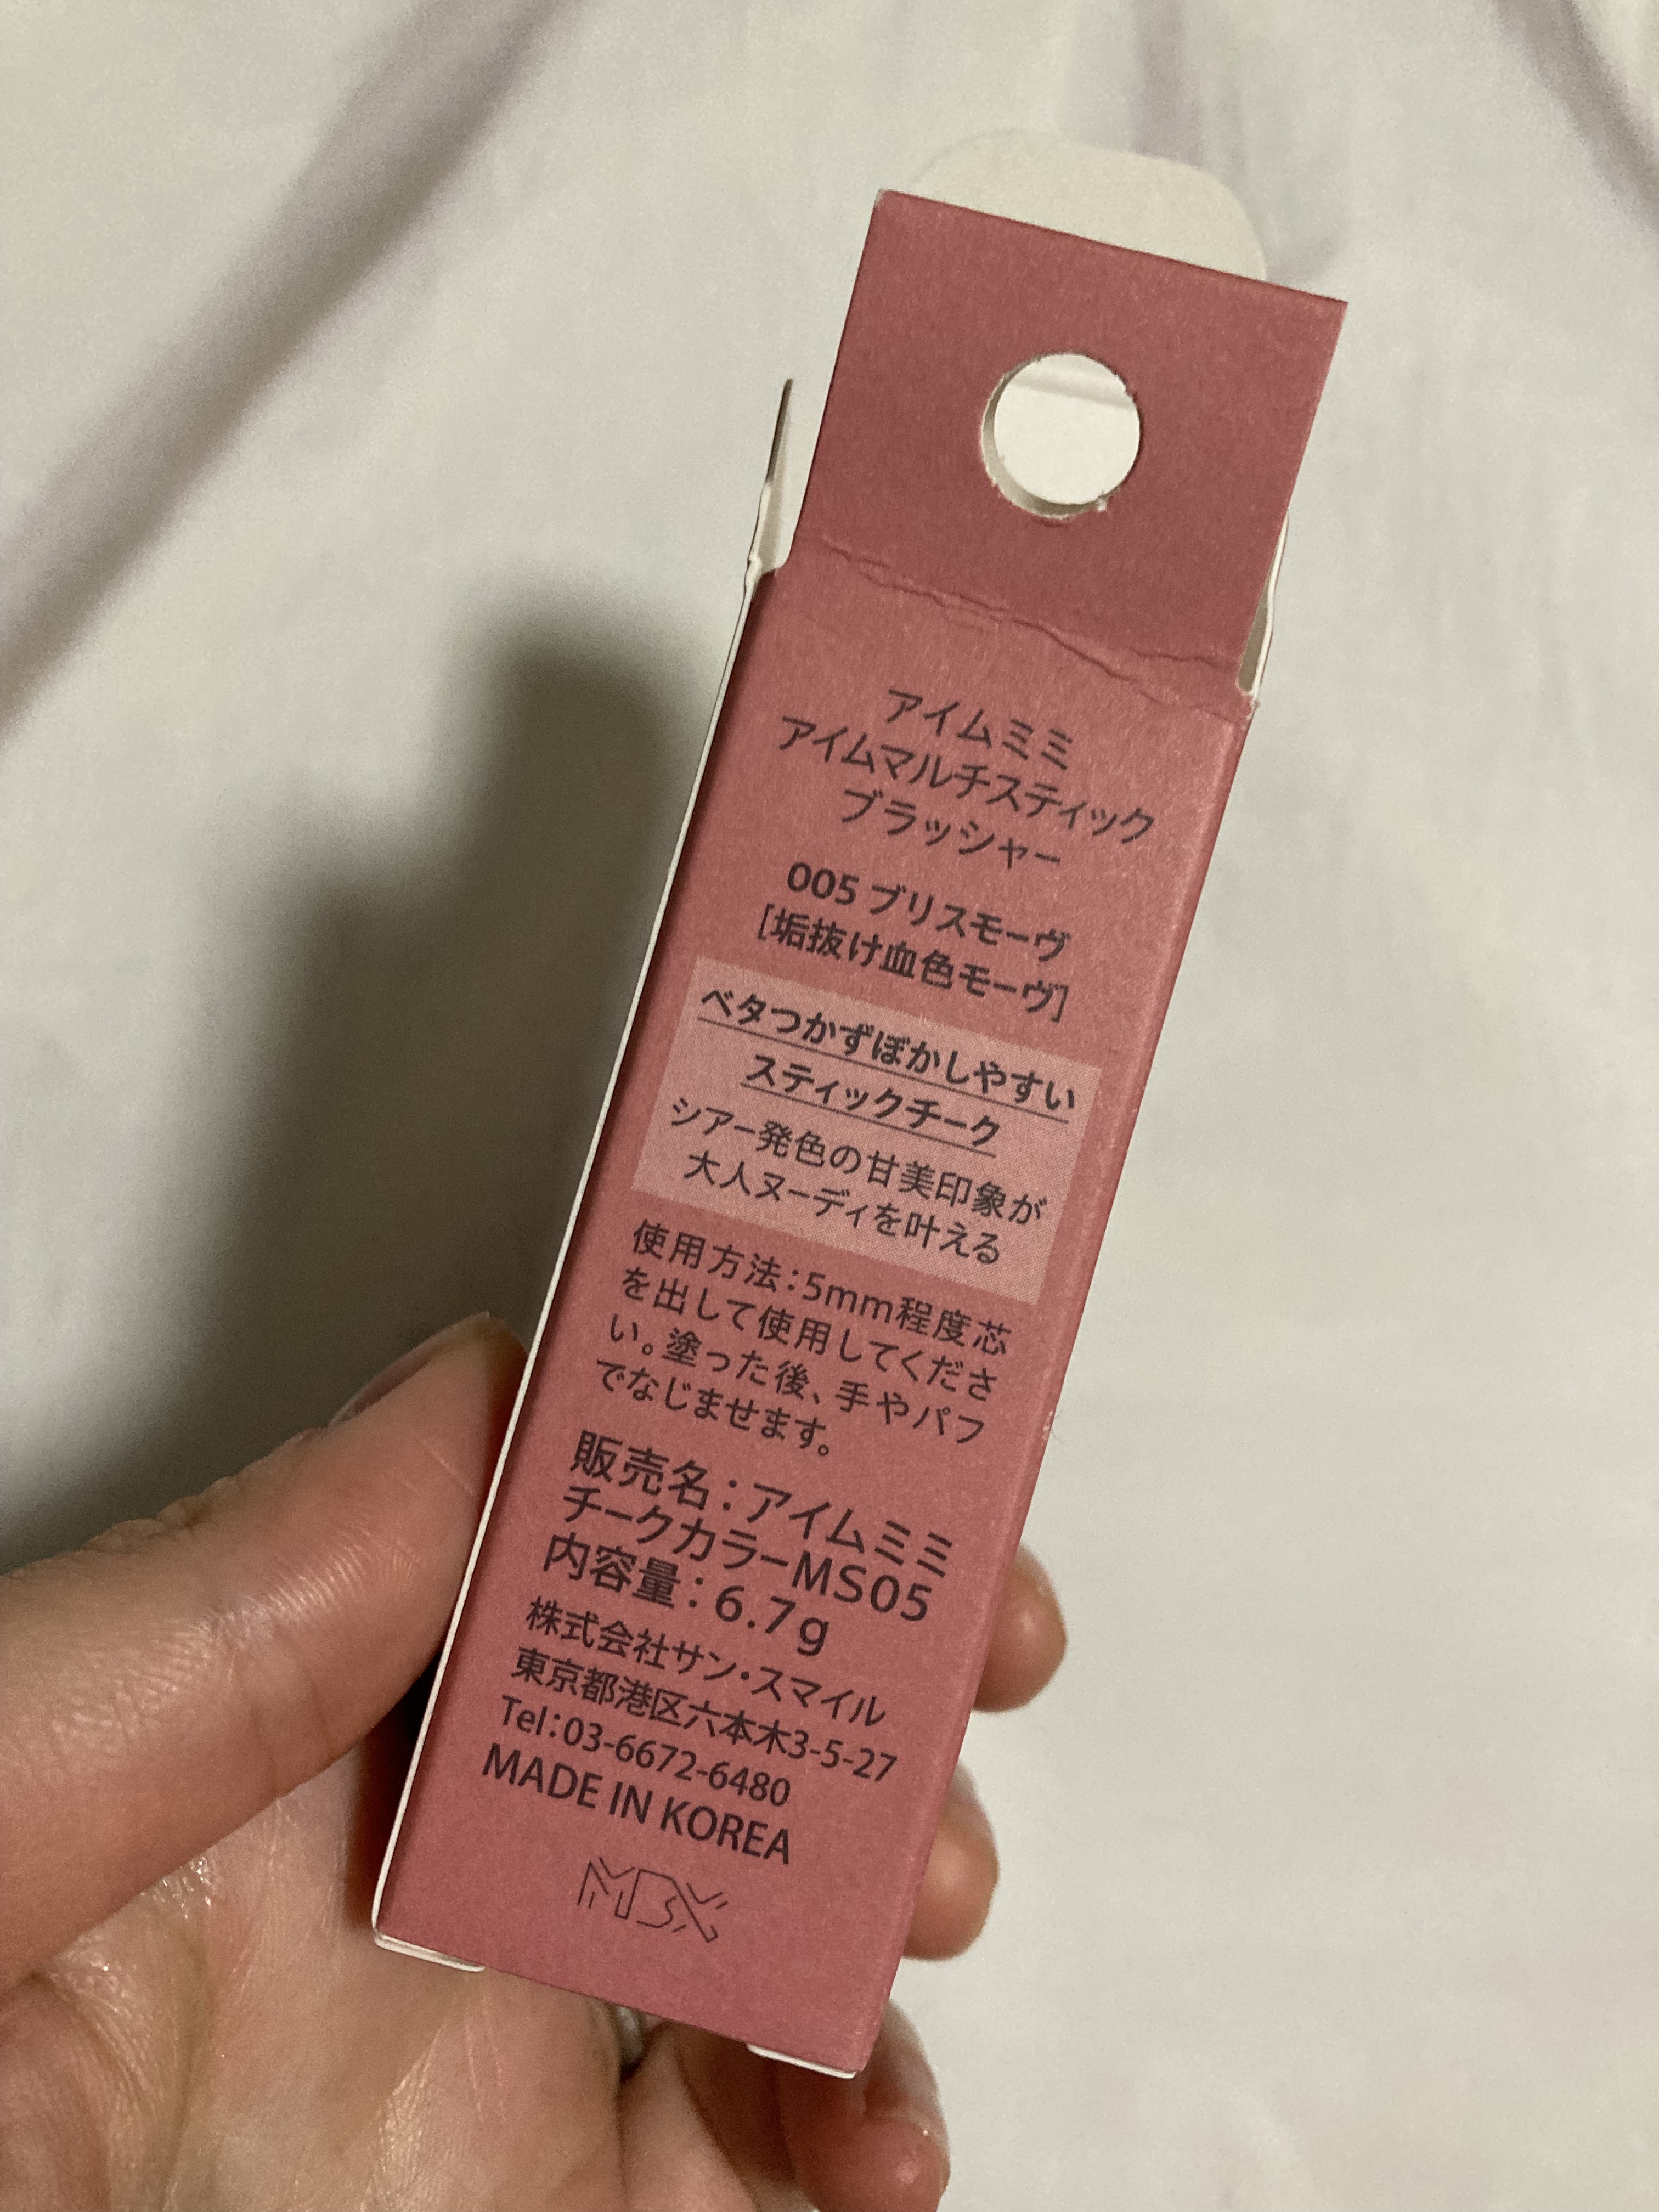 アイムミミ
アイムマルチスティック
ブラッシャー
005 ブリスモーヴ
[垢抜け血色モーヴ]
ベタつかずぼかしやすい
スティックチーク
シアー発色の甘美印象が
大人ヌーディを叶える
使用方法：5mm程度芯
を出して使用してくださ
い。塗った後、手やパフ
でなじませます。
販売名：アイムミミ
チークカラーMS05
内容量：6.7g
株式会社サン・スマイル
東京都港区六本木3-5-27
Tel：03-6672-6480
MADE IN KOREA
MBX